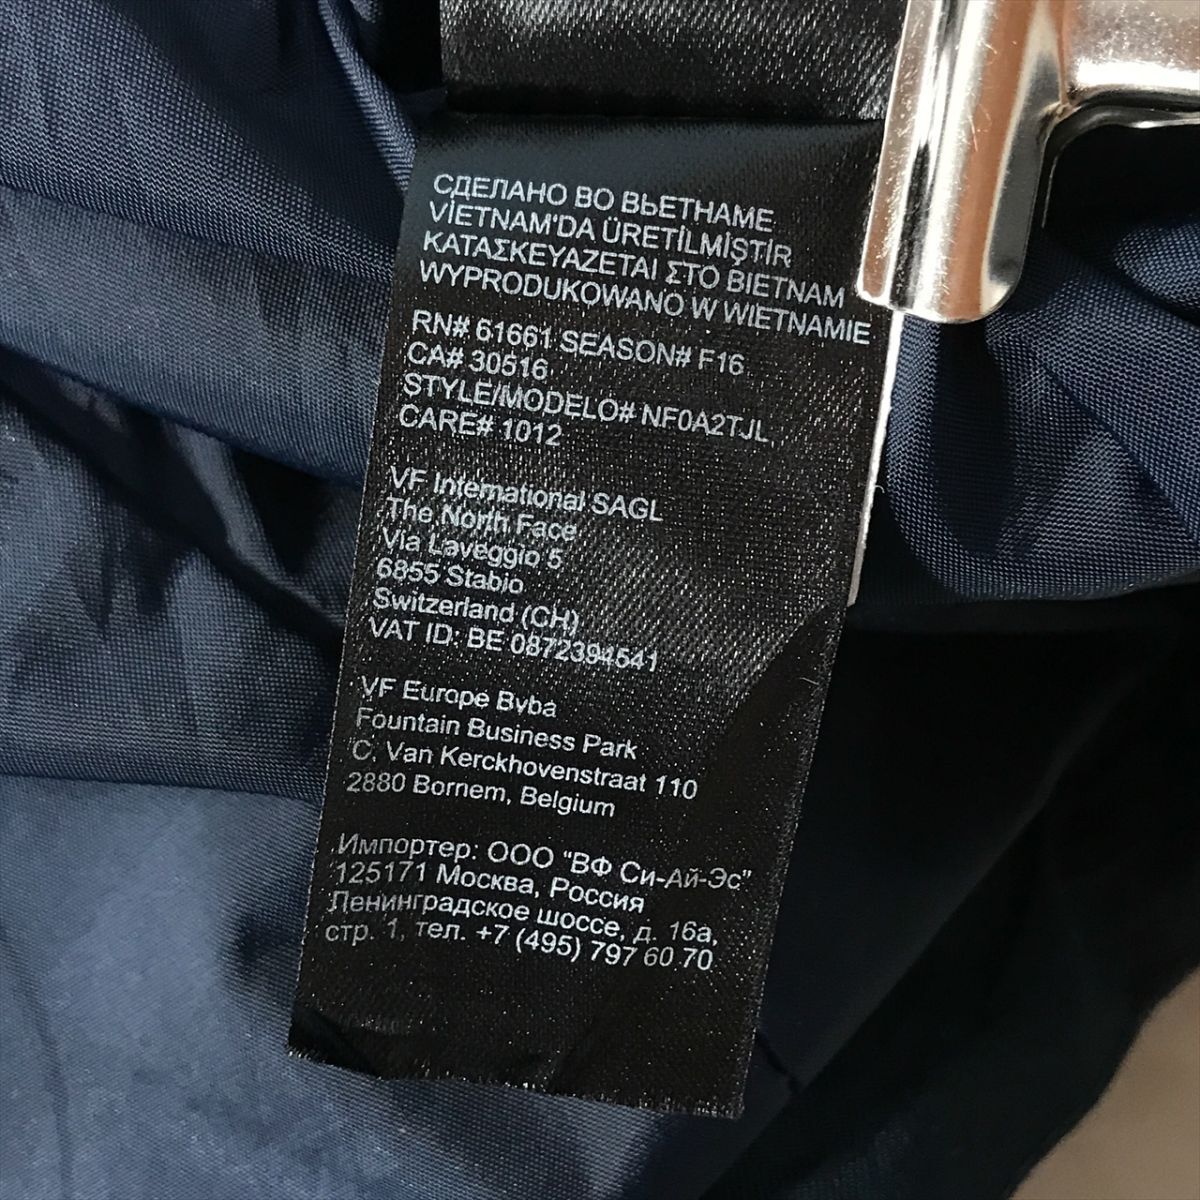 СДЕЛАНО ВО ВЬЕТНАМЕ
VİETNAM'DA ÜRETİLMİŞTİR
ΚΑΤΑΣΚΕΥΑΖΕΤΑΙ ΣΤΟ ΒΙΕΤΝΑΜ
WYPRODUKOWANO W WIETNAMIE
RN# 61661 SEASON# F16
CA# 30516
STYLE/MODELO# NF0A2TJL
CARE# 1012
VF International SAGL
The North Face
Via Laveggio 5
6855 Stabio
Switzerland (CH)
VAT ID: BE 0872394541
VF Europe Bvba
Fountain Business Park
C. Van Kerckhovenstraat 110
2880 Bornem, Belgium
Импортер: ООО "ВФ Си-Ай-Эс"
125171 Москва, Россия
Ленинградское шоссе, д. 16а,
стр. 1, тел. +7 (495) 797 60 70